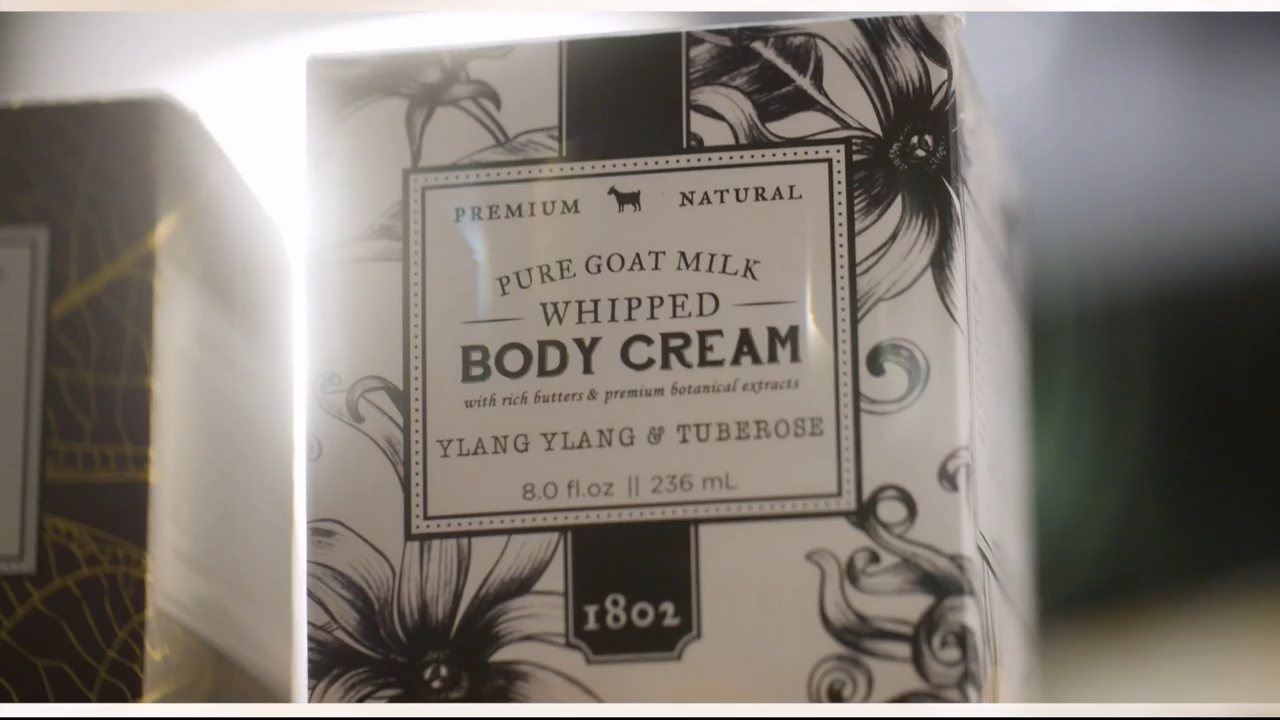 PREMIUM NATURAL
PURE GOAT MILK
WHIPPED
BODY CREAM
with rich butters & premium botanical extracts
YLANG YLANG & TUBEROSE
8.0 fl.oz || 236 mL
1802